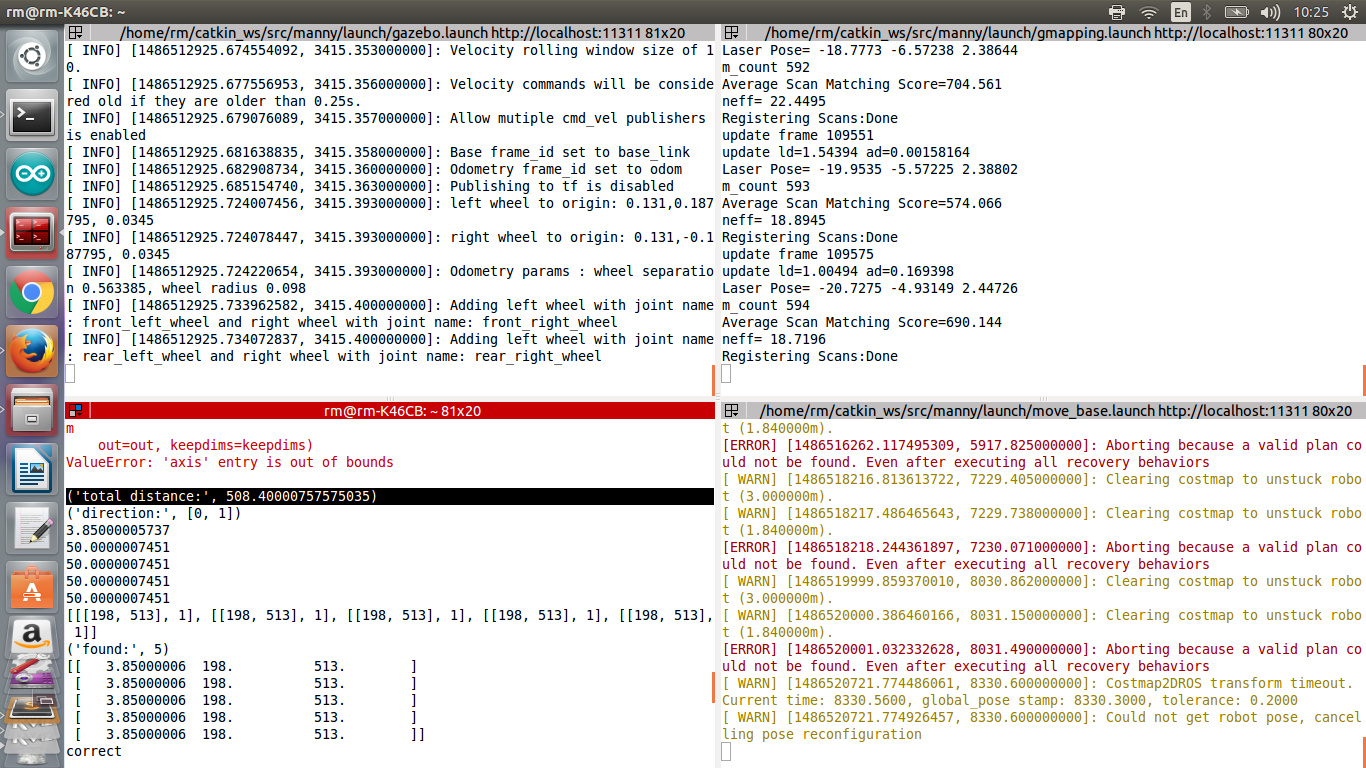 rm@rm-K46CB: ~
En
10:25
/home/rm/catkin_ws/src/manny/launch/gazebo.launch http://localhost:11311 81x20
[ INFO] [1486512925.674554092, 3415.353000000]: Velocity rolling window size of 1
0.
[ INFO] [1486512925.677556953, 3415.356000000]: Velocity commands will be conside
red old if they are older than 0.25s.
[ INFO] [1486512925.679076089, 3415.357000000]: Allow mutiple cmd_vel publishers
is enabled
[ INFO] [1486512925.681638835, 3415.358000000]: Base frame_id set to base_link
[ INFO] [1486512925.682908734, 3415.360000000]: Odometry frame_id set to odom
[ INFO] [1486512925.685154740, 3415.363000000]: Publishing to tf is disabled
[ INFO] [1486512925.724007456, 3415.393000000]: left wheel to origin: 0.131,0.187
795, 0.0345
[ INFO] [1486512925.724078447, 3415.393000000]: right wheel to origin: 0.131,-0.1
87795, 0.0345
[ INFO] [1486512925.724220654, 3415.393000000]: Odometry params : wheel separatio
n 0.563385, wheel radius 0.098
[ INFO] [1486512925.733962582, 3415.400000000]: Adding left wheel with joint name
: front_left_wheel and right wheel with joint name: front_right_wheel
[ INFO] [1486512925.734072837, 3415.400000000]: Adding left wheel with joint name
: rear_left_wheel and right wheel with joint name: rear_right_wheel
/home/rm/catkin_ws/src/manny/launch/gmapping.launch http://localhost:11311 80x20
Laser Pose= -18.7773 -6.57238 2.38644
m_count 592
Average Scan Matching Score=704.561
neff= 22.4495
Registering Scans:Done
update frame 109551
update ld=1.54394 ad=0.00158164
Laser Pose= -19.9535 -5.57225 2.38802
m_count 593
Average Scan Matching Score=574.066
neff= 18.8945
Registering Scans:Done
update frame 109575
update ld=1.00494 ad=0.169398
Laser Pose= -20.7275 -4.93149 2.44726
m_count 594
Average Scan Matching Score=690.144
neff= 18.7196
Registering Scans:Done
rm@rm-K46CB: ~ 81x20
m
out=out, keepdims=keepdims)
ValueError: 'axis' entry is out of bounds
('total distance:', 508.40000757575035)
('direction:', [0, 1])
3.85000005737
50.0000007451
50.0000007451
50.0000007451
50.0000007451
[[[198, 513], 1], [[198, 513], 1], [[198, 513], 1], [[198, 513], 1], [[198, 513],
1]]
('found:', 5)
[[   3.85000006  198.          513.        ]
[   3.85000006  198.          513.        ]
[   3.85000006  198.          513.        ]
[   3.85000006  198.          513.        ]
[   3.85000006  198.          513.        ]]
correct
/home/rm/catkin_ws/src/manny/launch/move_base.launch http://localhost:11311 80x20
t (1.840000m).
[ERROR] [1486516262.117495309, 5917.825000000]: Aborting because a valid plan co
uld not be found. Even after executing all recovery behaviors
[ WARN] [1486518216.813613722, 7229.405000000]: Clearing costmap to unstuck robo
t (3.000000m).
[ WARN] [1486518217.486465643, 7229.738000000]: Clearing costmap to unstuck robo
t (1.840000m).
[ERROR] [1486518218.244361897, 7230.071000000]: Aborting because a valid plan co
uld not be found. Even after executing all recovery behaviors
[ WARN] [1486519999.859370010, 8030.862000000]: Clearing costmap to unstuck robo
t (3.000000m).
[ WARN] [1486520000.386460166, 8031.150000000]: Clearing costmap to unstuck robo
t (1.840000m).
[ERROR] [1486520001.032332628, 8031.490000000]: Aborting because a valid plan co
uld not be found. Even after executing all recovery behaviors
[ WARN] [1486520721.774486061, 8330.600000000]: Costmap2DROS transform timeout.
Current time: 8330.5600, global_pose stamp: 8330.3000, tolerance: 0.2000
[ WARN] [1486520721.774926457, 8330.600000000]: Could not get robot pose, cancel
ling pose reconfiguration